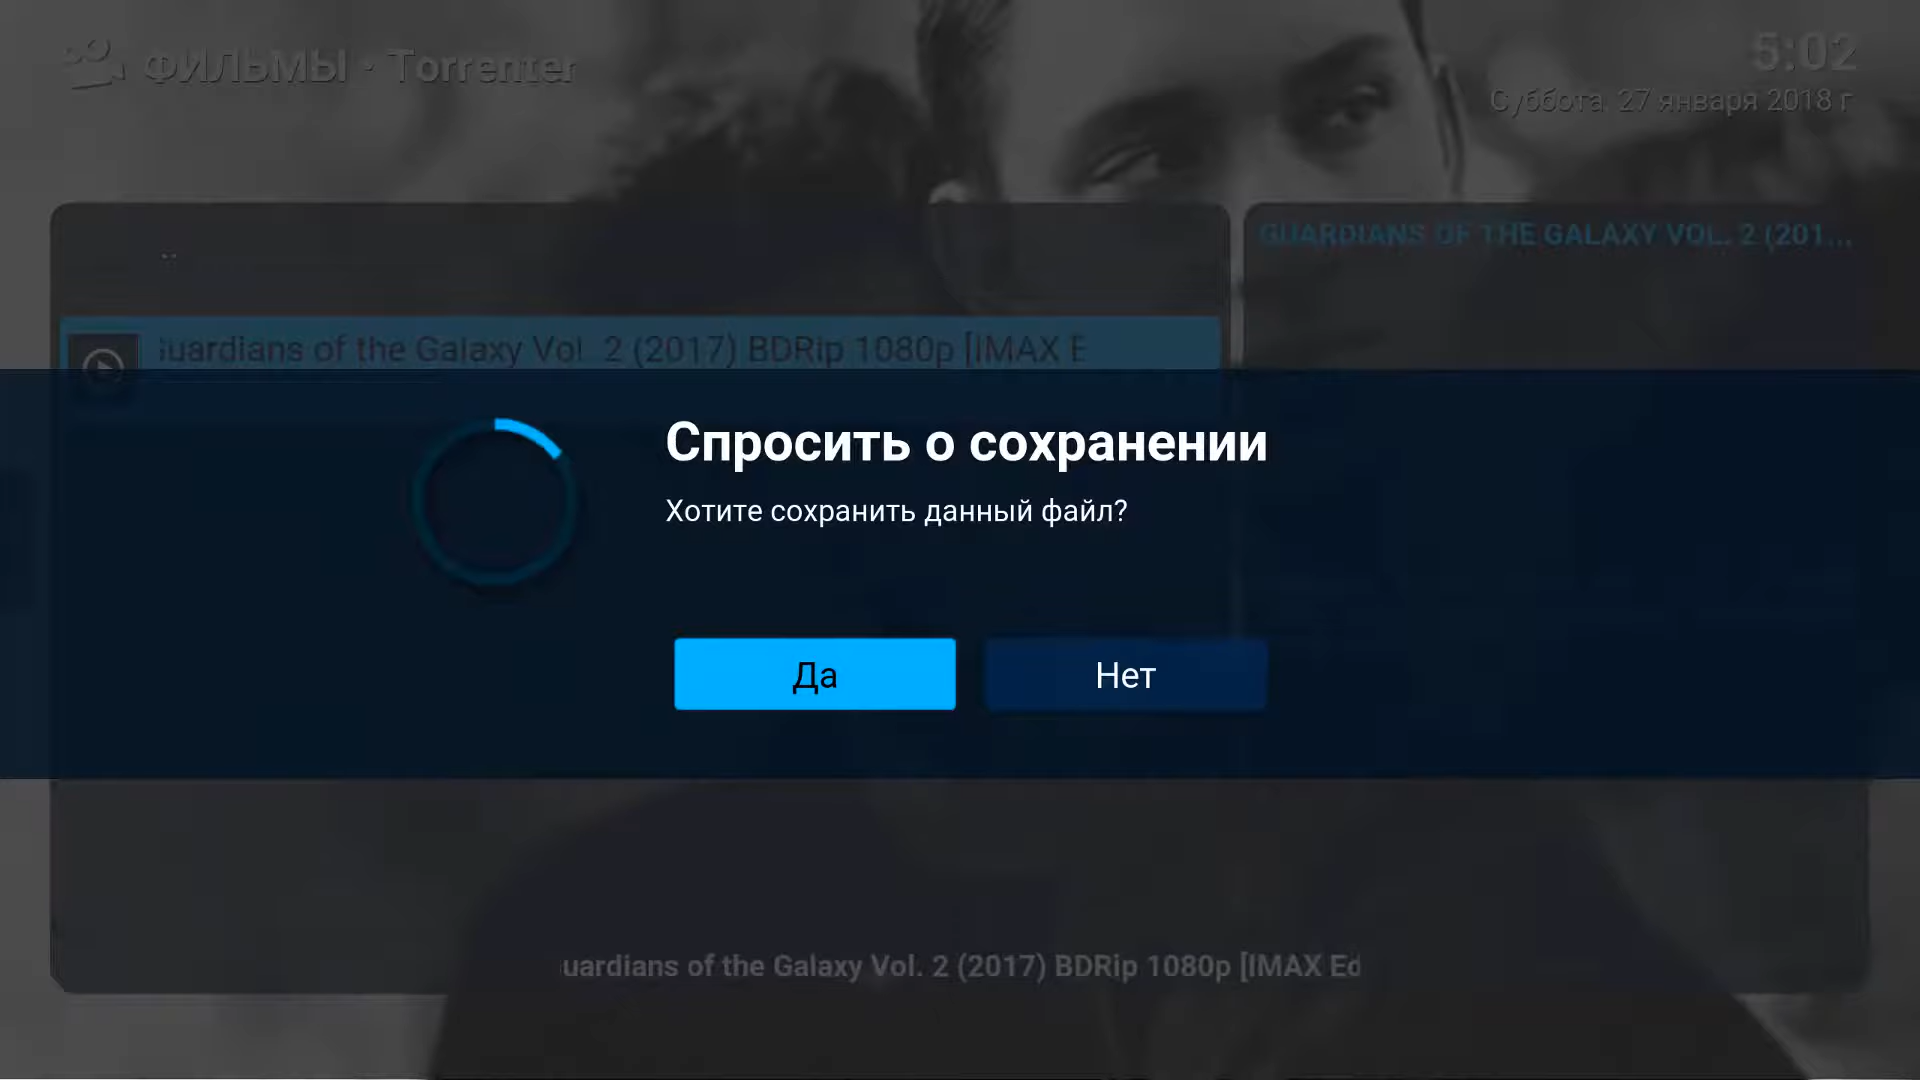 ФИЛЬМЫ · Torrenter
5:02
Суббота, 27 января 2018 г
..
GUARDIANS OF THE GALAXY VOL. 2 (201...
uardians of the Galaxy Vol. 2 (2017) BDRip 1080p [IMAX E
Спросить о сохранении
Хотите сохранить данный файл?
Да
Нет
uardians of the Galaxy Vol. 2 (2017) BDRip 1080p [IMAX Ed